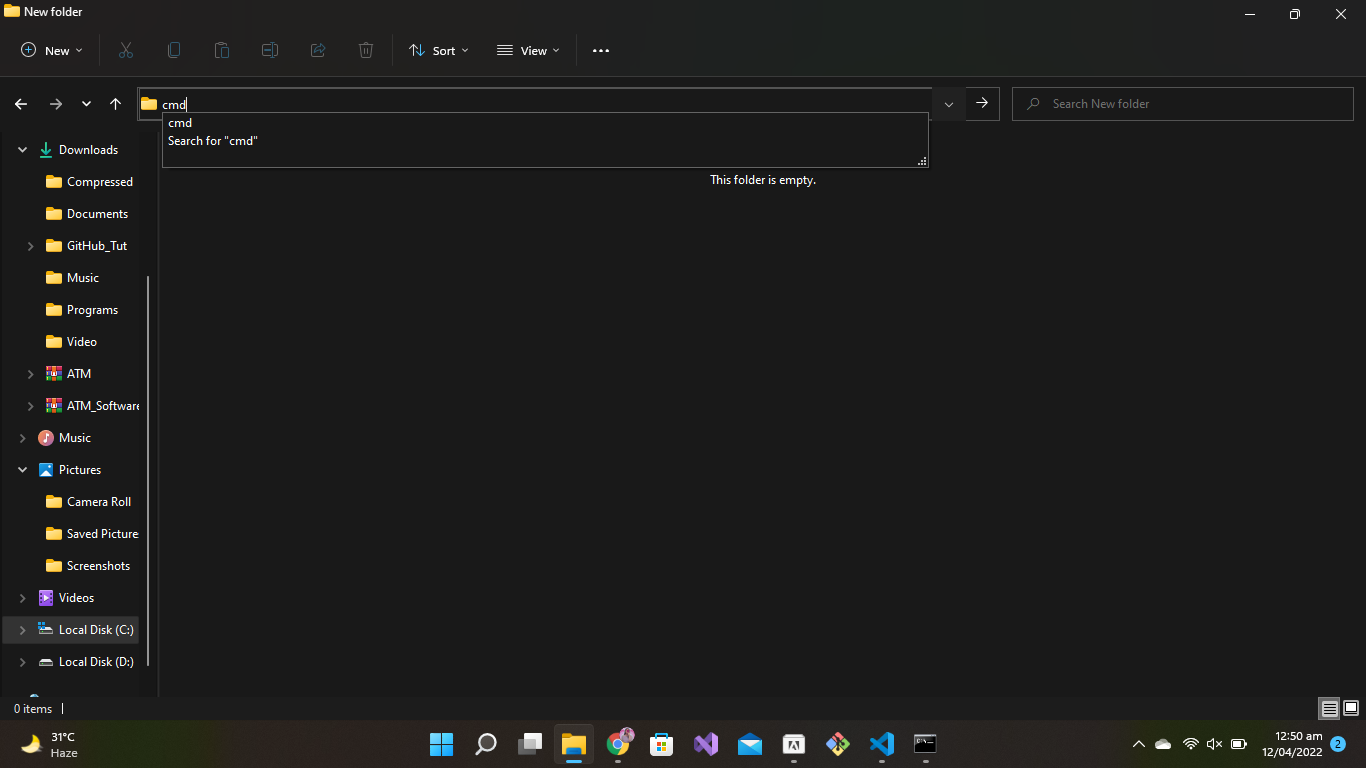 New folder
New
Sort
View
cmd
Search New folder
cmd
Search for "cmd"
This folder is empty.
Downloads
Compressed
Documents
GitHub_Tut
Music
Programs
Video
ATM
ATM_Software
Music
Pictures
Camera Roll
Saved Picture
Screenshots
Videos
Local Disk (C:)
Local Disk (D:)
0 items
31°C
Haze
12:50 am
12/04/2022
2